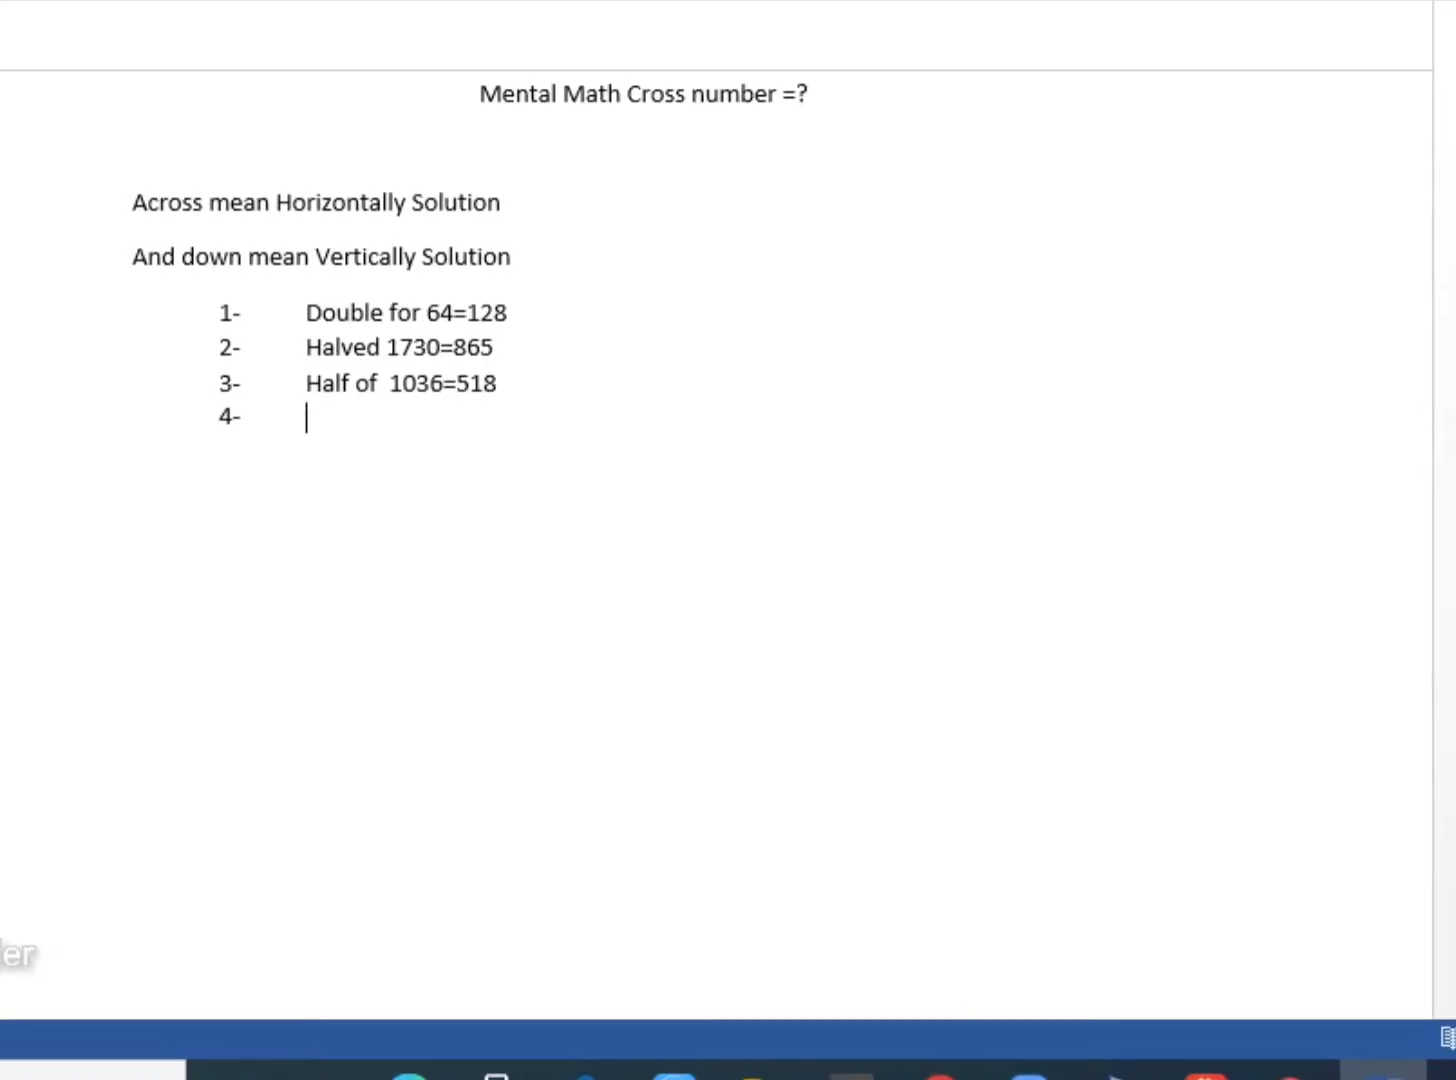 Mental Math Cross number =?
Across mean Horizontally Solution
And down mean Vertically Solution
1- Double for 64=128
2- Halved 1730=865
3- Half of  1036=518
4-
er